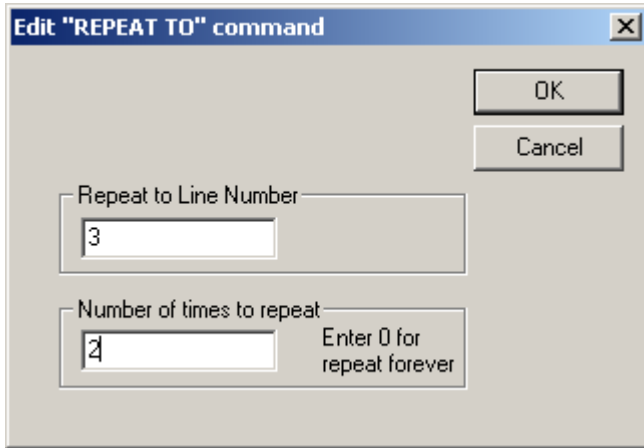 Edit "REPEAT TO" command
OK
Cancel
Repeat to Line Number
3
Number of times to repeat
2
Enter 0 for
repeat forever